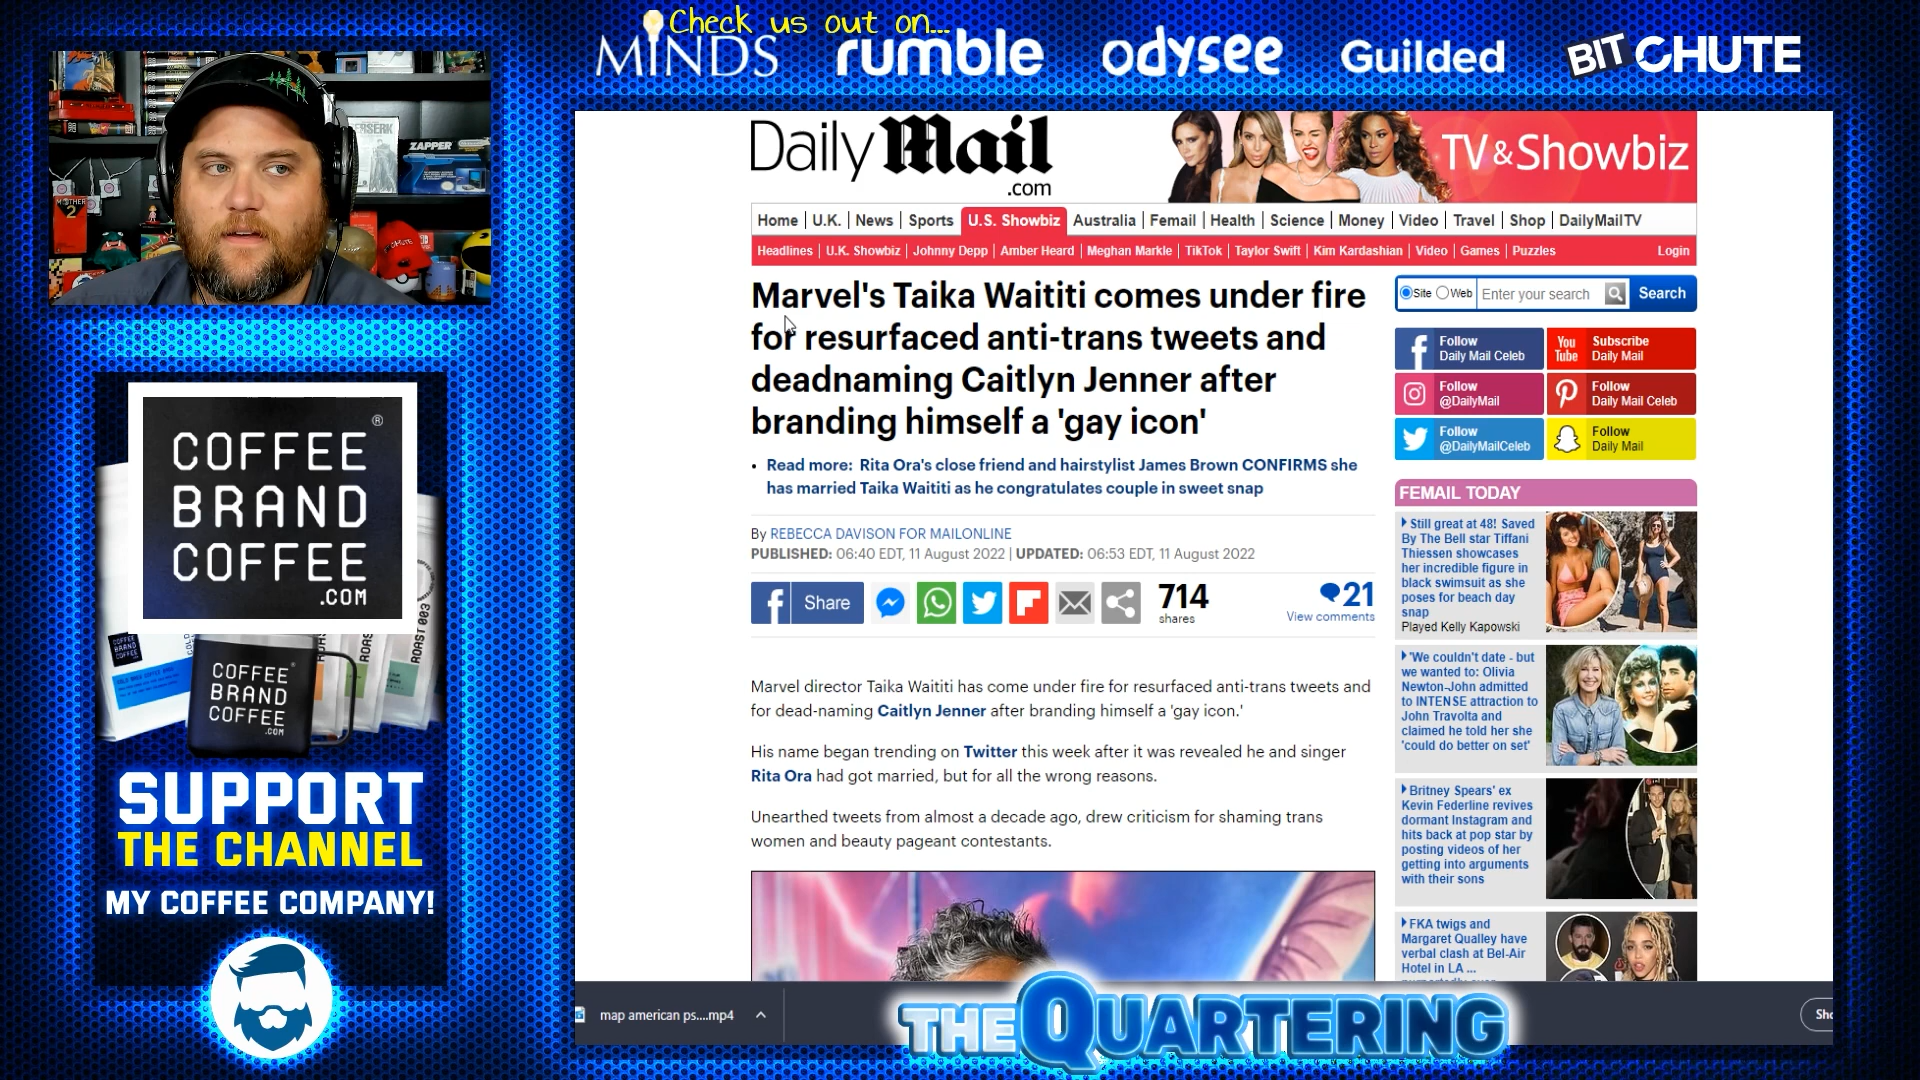 Check us out on...
MINDS
rumble
odysee
Guilded
BITCHUTE
BERSERK
ZAPPER
MOTHER
2
COFFEE
BRAND
COFFEE
.COM
®
ROAST 003
COFFEE
BRAND
COFFEE
.COM
SUPPORT
THE CHANNEL
MY COFFEE COMPANY!
Daily Mail
.com
TV&Showbiz
Home | U.K. | News | Sports | U.S. Showbiz | Australia | Femail | Health | Science | Money | Video | Travel | Shop | DailyMailTV
Headlines | U.K. Showbiz | Johnny Depp | Amber Heard | Meghan Markle | TikTok | Taylor Swift | Kim Kardashian | Video | Games | Puzzles
Login
Marvel's Taika Waititi comes under fire
for resurfaced anti-trans tweets and
deadnaming Caitlyn Jenner after
branding himself a 'gay icon'
• Read more: Rita Ora's close friend and hairstylist James Brown CONFIRMS she
has married Taika Waititi as he congratulates couple in sweet snap
By REBECCA DAVISON FOR MAILONLINE
PUBLISHED: 06:40 EDT, 11 August 2022 | UPDATED: 06:53 EDT, 11 August 2022
Share
714
shares
21
View comments
Marvel director Taika Waititi has come under fire for resurfaced anti-trans tweets and
for dead-naming Caitlyn Jenner after branding himself a 'gay icon.'
His name began trending on Twitter this week after it was revealed he and singer
Rita Ora had got married, but for all the wrong reasons.
Unearthed tweets from almost a decade ago, drew criticism for shaming trans
women and beauty pageant contestants.
Site Web Enter your search Search
Follow
Daily Mail Celeb
You
Tube
Subscribe
Daily Mail
Follow
@DailyMail
Follow
Daily Mail Celeb
Follow
@DailyMailCeleb
Follow
Daily Mail
FEMAIL TODAY
Still great at 48! Saved
By The Bell star Tiffani
Thiessen showcases
her incredible figure in
black swimsuit as she
poses for beach day
snap
Played Kelly Kapowski
'We couldn't date - but
we wanted to: Olivia
Newton-John admitted
to INTENSE attraction to
John Travolta and
claimed he told her she
'could do better on set'
Britney Spears' ex
Kevin Federline revives
dormant Instagram and
hits back at pop star by
posting videos of her
getting into arguments
with their sons
FKA twigs and
Margaret Qualley have
verbal clash at Bel-Air
Hotel in LA ...
map american ps....mp4
THE QUARTERING